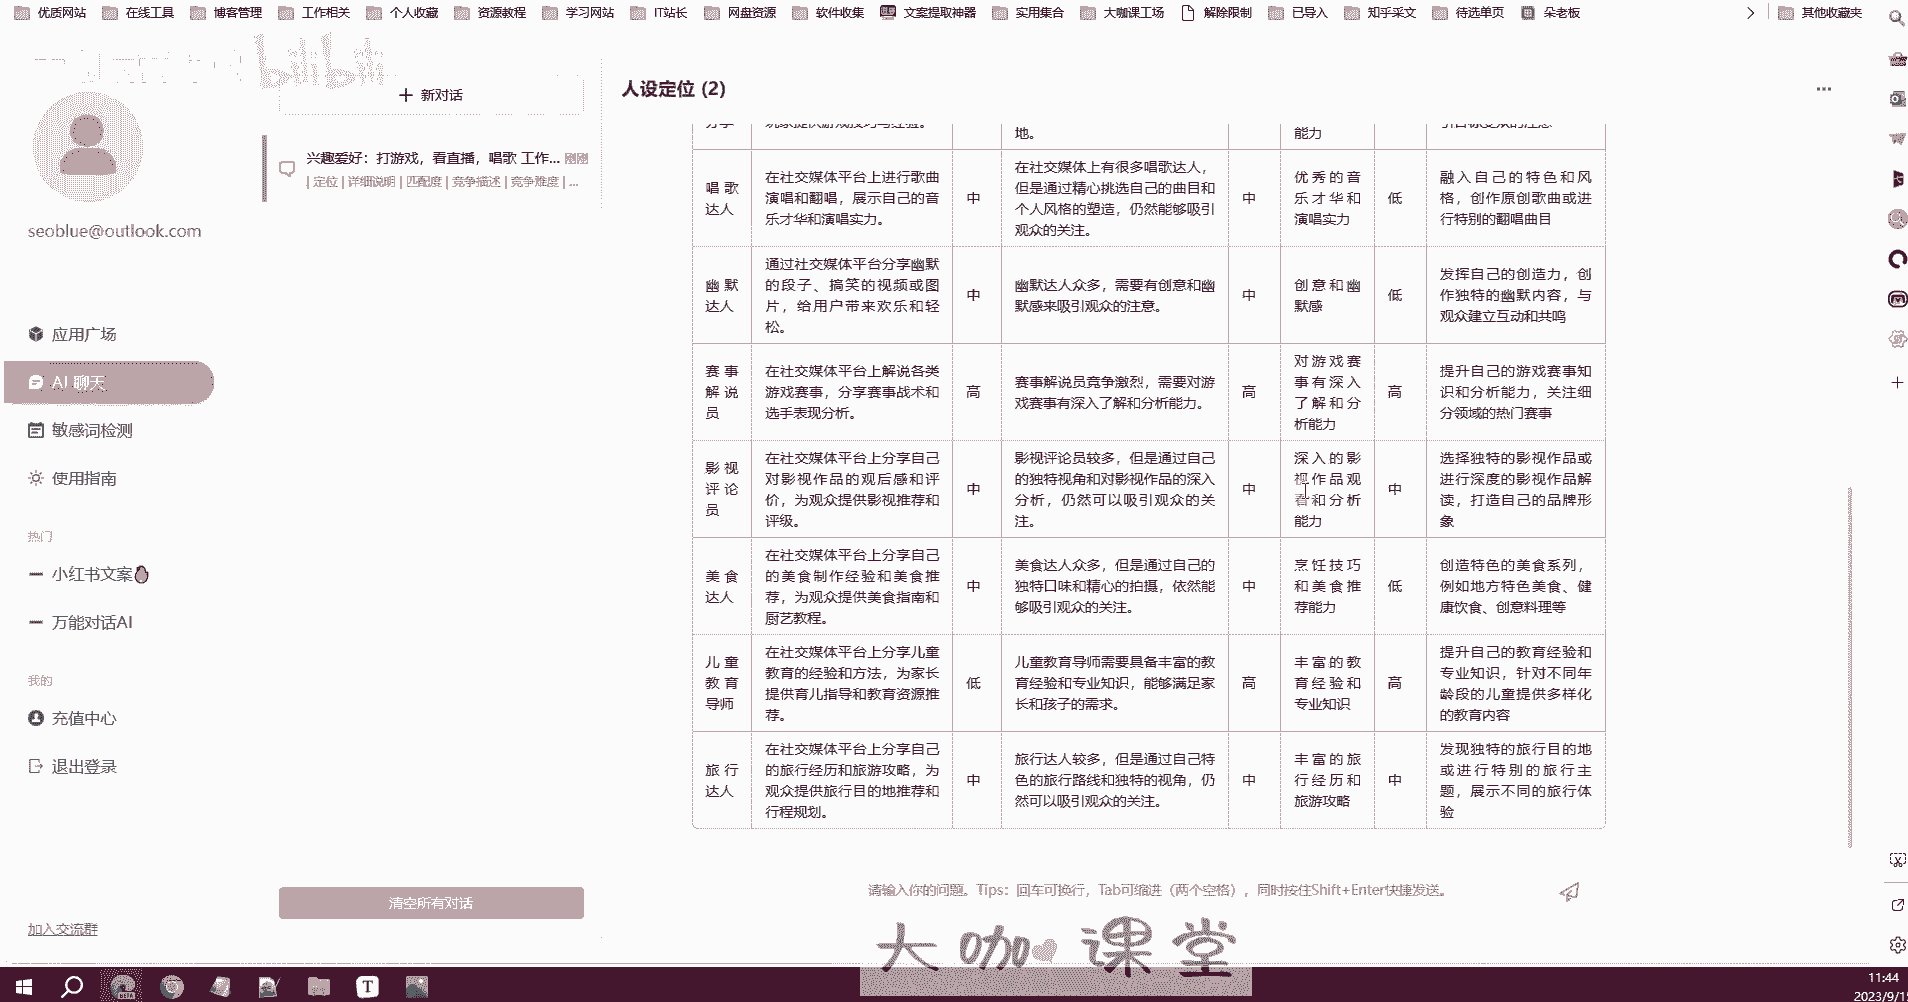 优质网站 在线工具 博客管理 工作相关 个人收藏 资源教程 学习网站 IT站长 网盘资源 软件收集 文案提取神器 实用集合 大咖课工场 解除限制 已导入 知乎采文 待选单页 朵老板 其他收藏夹
bilibili
人设定位 (2)
+ 新对话
兴趣爱好：打游戏，看直播，唱歌 工作... 刚刚
| 定位 | 详细说明 | 匹配度 | 竞争描述 | 竞争难度 | ...
seoblue@outlook.com
应用广场
AI 聊天
敏感词检测
使用指南
热门
小红书文案
万能对话AI
我的
充值中心
退出登录
加入交流群
清空所有对话
地。
能力
唱歌
达人
在社交媒体平台上进行歌曲
演唱和翻唱，展示自己的音
乐才华和演唱实力。
中
在社交媒体上有很多唱歌达人，
但是通过精心挑选自己的曲目和
个人风格的塑造，仍然能够吸引
观众的关注。
中
优秀的音
乐才华和
演唱实力
低
融入自己的特色和风
格，创作原创歌曲或进
行特别的翻唱曲目
幽默
达人
通过社交媒体平台分享幽默
的段子、搞笑的视频或图
片，给用户带来欢乐和轻
松。
中
幽默达人众多，需要有创意和幽
默感来吸引观众的注意。
中
创意和幽
默感
低
发挥自己的创造力，创
作独特的幽默内容，与
观众建立互动和共鸣
赛事
解说
员
在社交媒体平台上解说各类
游戏赛事，分享赛事战术和
选手表现分析。
高
赛事解说员竞争激烈，需要对游
戏赛事有深入了解和分析能力。
高
对游戏赛
事有深入
了解和分
析能力
高
提升自己的游戏赛事知
识和分析能力，关注细
分领域的热门赛事
影视
评论
员
在社交媒体平台上分享自己
对影视作品的观后感和评
价，为观众提供影视推荐和
评级。
中
影视评论员较多，但是通过自己
的独特视角和对影视作品的深入
分析，仍然可以吸引观众的关
注。
中
深入的影
视作品观
看和分析
能力
中
选择独特的影视作品或
进行深度的影视作品解
读，打造自己的品牌形
象
美食
达人
在社交媒体平台上分享自己
的美食制作经验和美食推
荐，为观众提供美食指南和
厨艺教程。
中
美食达人众多，但是通过自己的
独特口味和精心的拍摄，依然能
够吸引观众的关注。
中
烹饪技巧
和美食推
荐能力
低
创造特色的美食系列，
例如地方特色美食、健
康饮食、创意料理等
儿童
教育
导师
在社交媒体平台上分享儿童
教育的经验和方法，为家长
提供育儿指导和教育资源推
荐。
低
儿童教育导师需要具备丰富的教
育经验和专业知识，能够满足家
长和孩子的需求。
高
丰富的教
育经验和
专业知识
高
提升自己的教育经验和
专业知识，针对不同年
龄段的儿童提供多样化
的教育内容
旅行
达人
在社交媒体平台上分享自己
的旅行经历和旅游攻略，为
观众提供旅行目的地推荐和
行程规划。
中
旅行达人较多，但是通过自己特
色的旅行路线和独特的视角，仍
然可以吸引观众的关注。
中
丰富的旅
行经历和
旅游攻略
中
发现独特的旅行目的地
或进行特别的旅行主
题，展示不同的旅行体
验
请输入你的问题。Tips：回车可换行，Tab可缩进（两个空格），同时按住Shift+Enter快捷发送。
大咖课堂
11:44